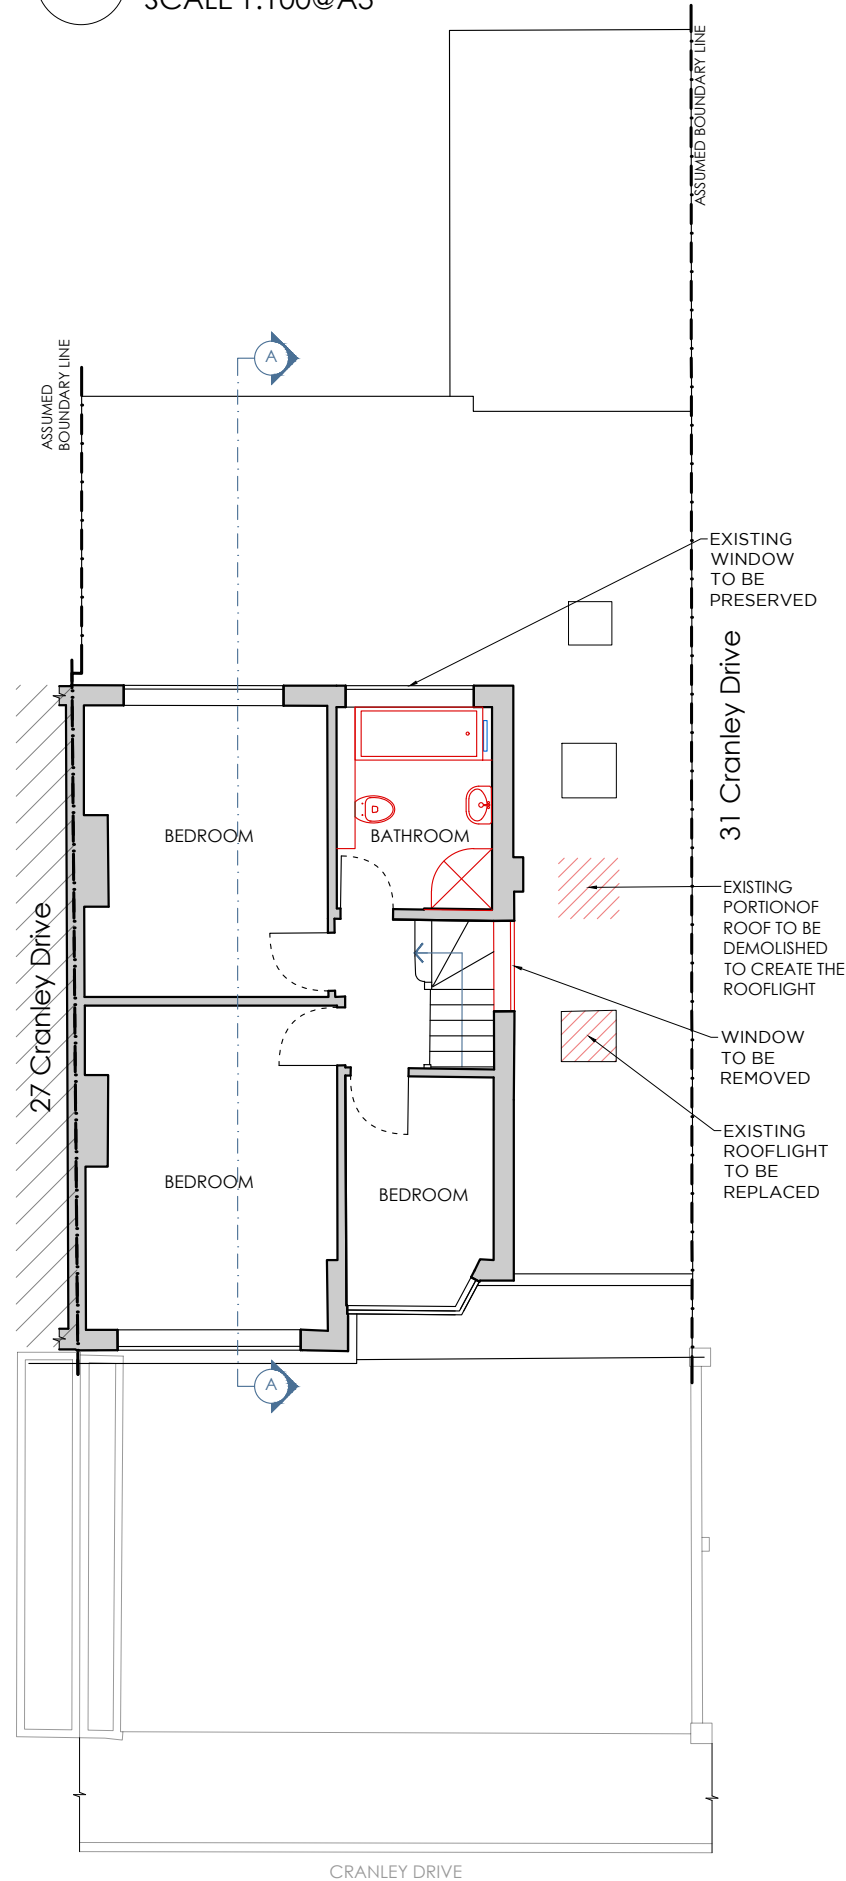 SCALE 1:100@A3
ASSUMED BOUNDARY LINE
ASSUMED
BOUNDARY LINE
A
EXISTING
WINDOW
TO BE
PRESERVED
31 Cranley Drive
27 Cranley Drive
BEDROOM
BATHROOM
EXISTING
PORTIONOF
ROOF TO BE
DEMOLISHED
TO CREATE THE
ROOFLIGHT
WINDOW
TO BE
REMOVED
EXISTING
ROOFLIGHT
TO BE
REPLACED
BEDROOM
BEDROOM
A
CRANLEY DRIVE